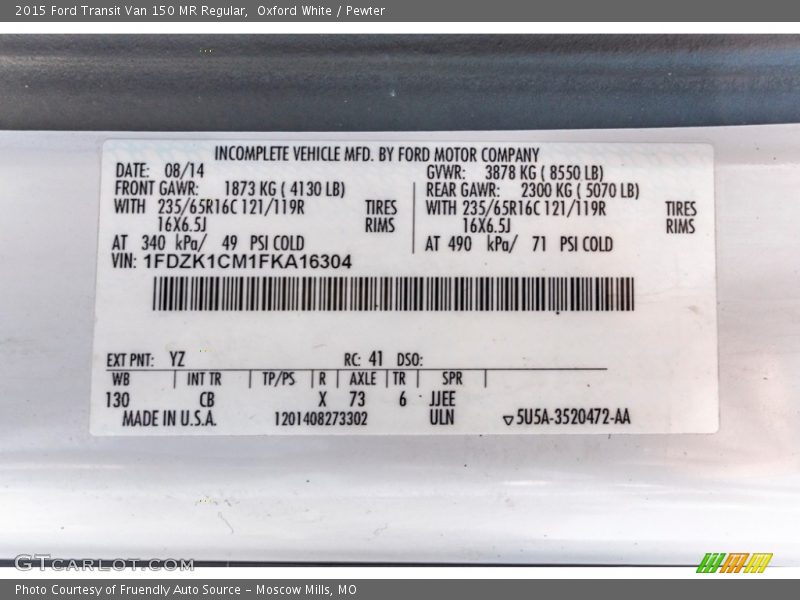 2015 Ford Transit Van 150 MR Regular, Oxford White / Pewter
INCOMPLETE VEHICLE MFD. BY FORD MOTOR COMPANY
DATE: 08/14 GVWR: 3878 KG ( 8550 LB)
FRONT GAWR: 1873 KG ( 4130 LB) REAR GAWR: 2300 KG ( 5070 LB)
WITH 235/65R16C 121/119R TIRES WITH 235/65R16C 121/119R TIRES
16X6.5J RIMS 16X6.5J RIMS
AT 340 kPa/ 49 PSI COLD AT 490 kPa/ 71 PSI COLD
VIN: 1FDZK1CM1FKA16304
EXT PNT: YZ RC: 41 DSO:
WB INT TR TP/PS R AXLE TR SPR
130 CB X 73 6 JJEE
MADE IN U.S.A. 1201408273302 ULN ▽5U5A-3520472-AA
GTCARLOT.COM
Photo Courtesy of Fruendly Auto Source – Moscow Mills, MO